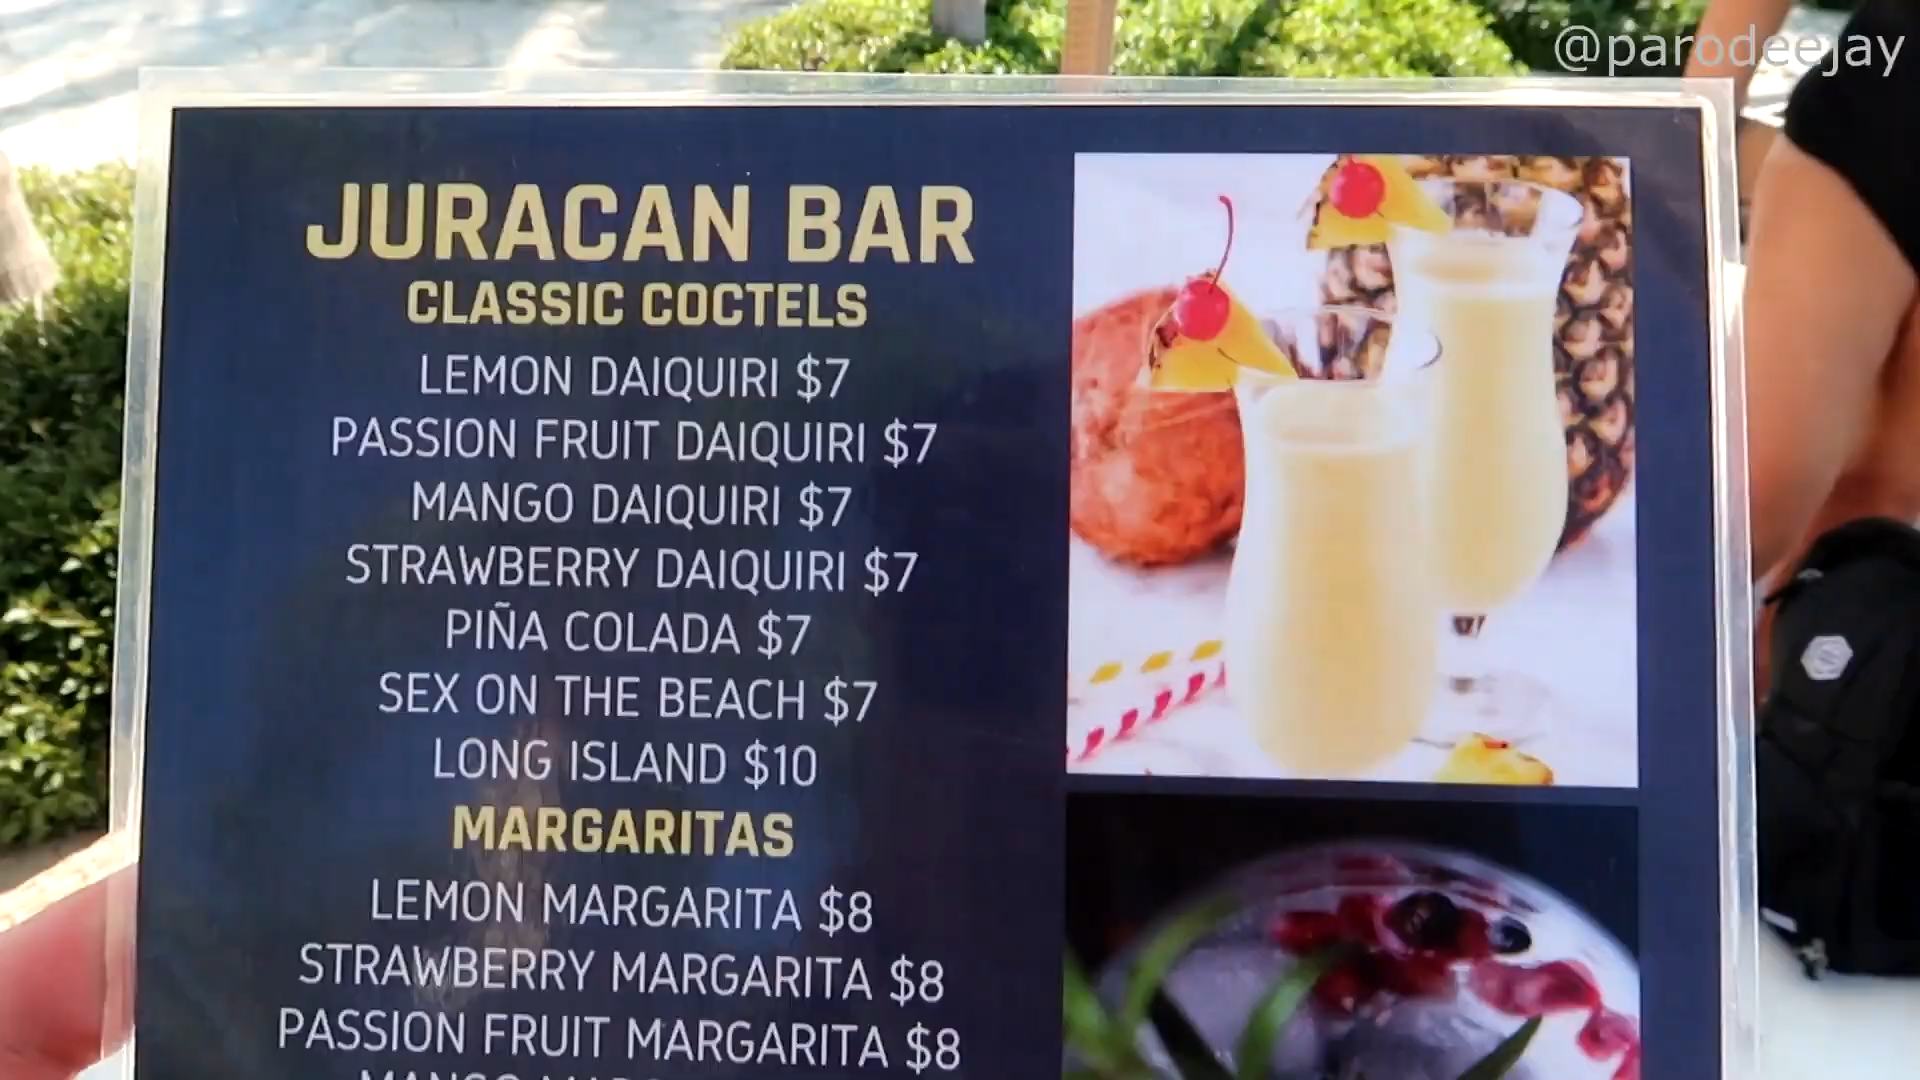 @parodeejay
JURACAN BAR
CLASSIC COCTELS
LEMON DAIQUIRI $7
PASSION FRUIT DAIQUIRI $7
MANGO DAIQUIRI $7
STRAWBERRY DAIQUIRI $7
PIÑA COLADA $7
SEX ON THE BEACH $7
LONG ISLAND $10
MARGARITAS
LEMON MARGARITA $8
STRAWBERRY MARGARITA $8
PASSION FRUIT MARGARITA $8
MANGO